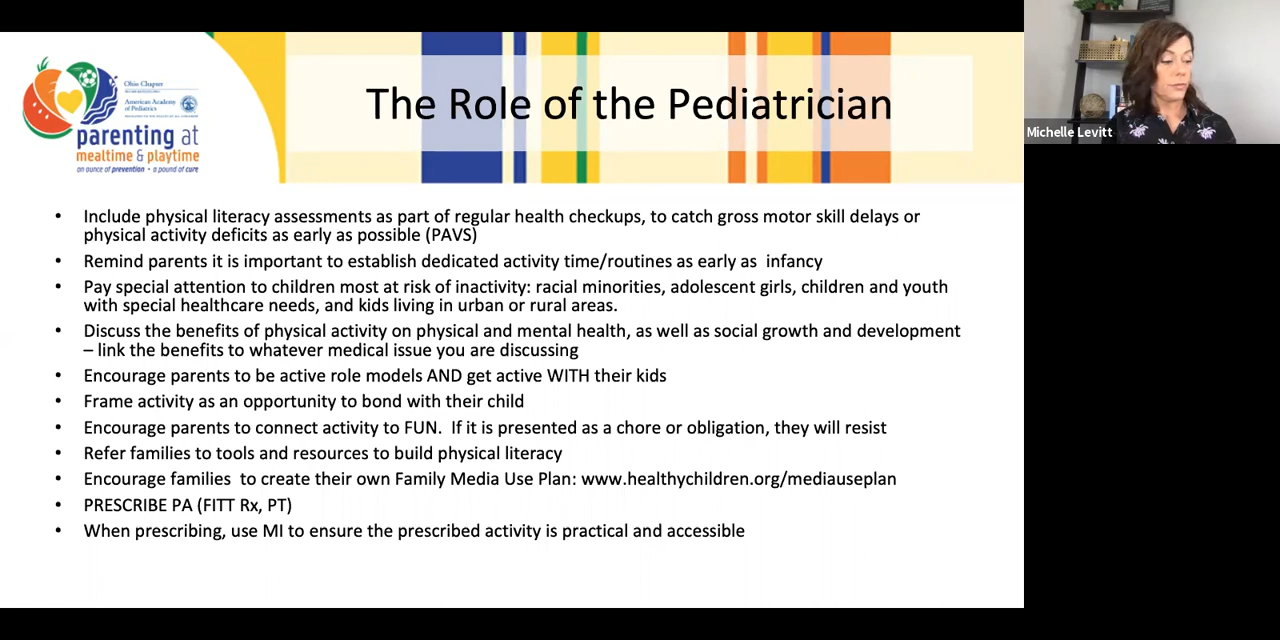 The Role of the Pediatrician
Ohio Chapter
American Academy
of Pediatrics
parenting at
mealtime & playtime
an ounce of prevention • a pound of cure
Michelle Levitt
• Include physical literacy assessments as part of regular health checkups, to catch gross motor skill delays or
physical activity deficits as early as possible (PAVS)
• Remind parents it is important to establish dedicated activity time/routines as early as  infancy
• Pay special attention to children most at risk of inactivity: racial minorities, adolescent girls, children and youth
with special healthcare needs, and kids living in urban or rural areas.
• Discuss the benefits of physical activity on physical and mental health, as well as social growth and development
– link the benefits to whatever medical issue you are discussing
• Encourage parents to be active role models AND get active WITH their kids
• Frame activity as an opportunity to bond with their child
• Encourage parents to connect activity to FUN.  If it is presented as a chore or obligation, they will resist
• Refer families to tools and resources to build physical literacy
• Encourage families  to create their own Family Media Use Plan: www.healthychildren.org/mediauseplan
• PRESCRIBE PA (FITT Rx, PT)
• When prescribing, use MI to ensure the prescribed activity is practical and accessible